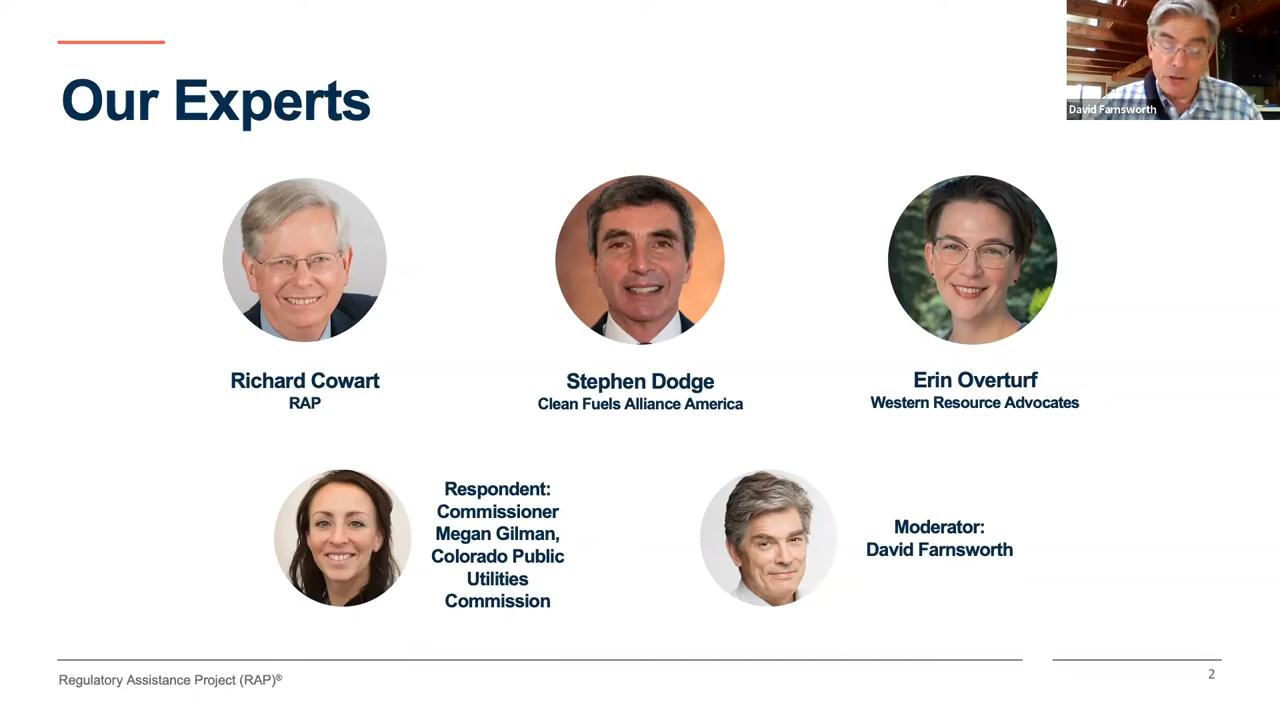 Our Experts
David Farnsworth
Richard Cowart
RAP
Stephen Dodge
Clean Fuels Alliance America
Erin Overturf
Western Resource Advocates
Respondent:
Commissioner
Megan Gilman,
Colorado Public
Utilities
Commission
Moderator:
David Farnsworth
Regulatory Assistance Project (RAP)®
2